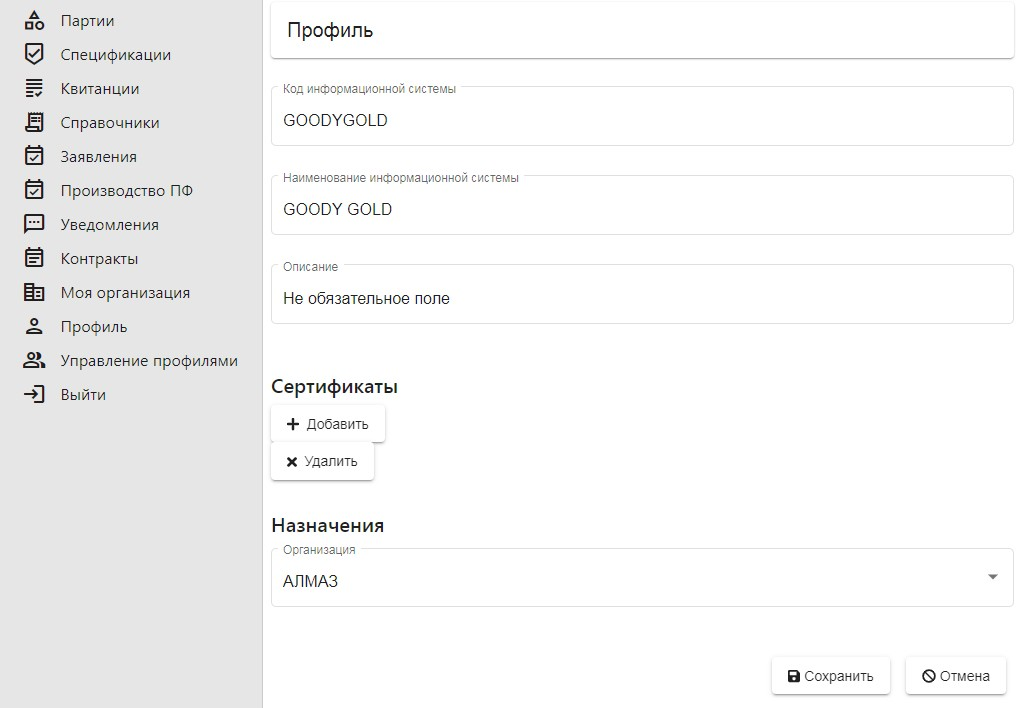 Партии
Спецификации
Квитанции
Справочники
Заявления
Производство ПФ
Уведомления
Контракты
Моя организация
Профиль
Управление профилями
Выйти
Профиль
Код информационной системы
GOODYGOLD
Наименование информационной системы
GOODY GOLD
Описание
Не обязательное поле
Сертификаты
Добавить
Удалить
Назначения
Организация
АЛМАЗ
Сохранить
Отмена